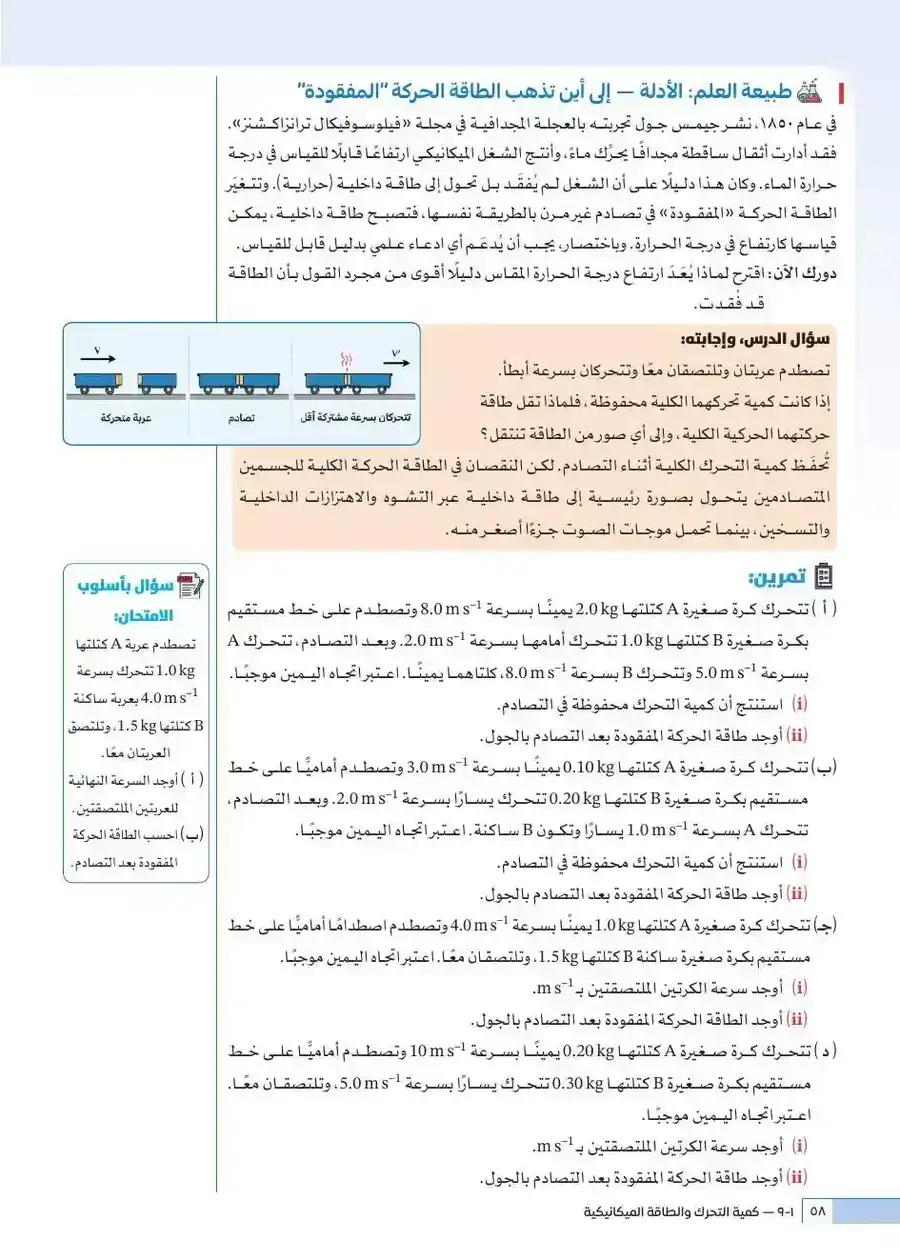 طبيعة العلم: الأدلة — إلى أين تذهب الطاقة الحركة "المفقودة"
في عام ١٨٥٠، نشر جيمس جول تجربته بالعجلة المجدافية في مجلة «فيلوسوفيكال ترانزاكشنز».
فقد أدارت أثقال ساقطة مجدافًا يحرِّك ماءً، وأنتج الشغل الميكانيكي ارتفاعًا قابلًا للقياس في درجة
حرارة الماء. وكان هذا دليلًا على أن الشغل لم يُفقَد بل تحول إلى طاقة داخلية (حرارية). وتتغيَر
الطاقة الحركة «المفقودة» في تصادم غير مرن بالطريقة نفسها، فتصبح طاقة داخلية، يمكن
قياسها كارتفاع في درجة الحرارة. وباختصار، يجب أن يُدعَم أي ادعاء علمي بدليل قابل للقياس.
دورك الآن: اقترح لماذا يُعَدّ ارتفاع درجة الحرارة المقاس دليلًا أقوى من مجرد القول بأن الطاقة
قد فُقدت.
سؤال الدرس، وإجابته:
تصطدم عربتان وتلتصقان معًا وتتحركان بسرعة أبطأ.
إذا كانت كمية تحركهما الكلية محفوظة، فلماذا تقل طاقة
حركتهما الحركية الكلية، وإلى أي صور من الطاقة تنتقل؟
تُحفَظ كمية التحرك الكلية أثناء التصادم. لكن النقصان في الطاقة الحركة الكلية للجسمين
المتصادمين يتحول بصورة رئيسية إلى طاقة داخلية عبر التشوه والاهتزازات الداخلية
والتسخين، بينما تحمل موجات الصوت جزءًا أصغر منه.
V
V'
عربة متحركة
تصادم
تتحركان بسرعة مشتركة أقل
تمرين:
(أ) تتحرك كرة صغيرة A كتلتها 2.0 kg يمينًا بسرعة 8.0 m s⁻¹ وتصطدم على خط مستقيم
بكرة صغيرة B كتلتها 1.0 kg تتحرك أمامها بسرعة 2.0 m s⁻¹. وبعد التصادم، تتحرك A
بسرعة 5.0 m s⁻¹ وتتحرك B بسرعة 8.0 m s⁻¹، كلتاهما يمينًا. اعتبر اتجاه اليمين موجبًا.
(i) استنتج أن كمية التحرك محفوظة في التصادم.
(ii) أوجد طاقة الحركة المفقودة بعد التصادم بالجول.
(ب) تتحرك كرة صغيرة A كتلتها 0.10 kg يمينًا بسرعة 3.0 m s⁻¹ وتصطدم أماميًّا على خط
مستقيم بكرة صغيرة B كتلتها 0.20 kg تتحرك يسارًا بسرعة 2.0 m s⁻¹. وبعد التصادم،
تتحرك A بسرعة 1.0 m s⁻¹ يسارًا وتكون B ساكنة. اعتبر اتجاه اليمين موجبًا.
(i) استنتج أن كمية التحرك محفوظة في التصادم.
(ii) أوجد طاقة الحركة المفقودة بعد التصادم بالجول.
(جـ) تتحرك كرة صغيرة A كتلتها 1.0 kg يمينًا بسرعة 4.0 m s⁻¹ وتصطدم اصطدامًا أماميًّا على خط
مستقيم بكرة صغيرة ساكنة B كتلتها 1.5 kg، وتلتصقان معًا. اعتبر اتجاه اليمين موجبًا.
(i) أوجد سرعة الكرتين الملتصقتين بـ m s⁻¹.
(ii) أوجد الطاقة الحركة المفقودة بعد التصادم بالجول.
(د) تتحرك كرة صغيرة A كتلتها 0.20 kg يمينًا بسرعة 10 m s⁻¹ وتصطدم أماميًّا على خط
مستقيم بكرة صغيرة B كتلتها 0.30 kg تتحرك يسارًا بسرعة 5.0 m s⁻¹، وتلتصقان معًا.
اعتبر اتجاه اليمين موجبًا.
(i) أوجد سرعة الكرتين الملتصقتين بـ m s⁻¹.
(ii) أوجد طاقة الحركة المفقودة بعد التصادم بالجول.
سؤال بأسلوب
الامتحان:
تصطدم عربة A كتلتها
1.0 kg تتحرك بسرعة
4.0 m s⁻¹ بعربة ساكنة
B كتلتها 1.5 kg، وتلتصق
العربتان معًا.
(أ) أوجد السرعة النهائية
للعربتين الملتصقتين.
(ب) احسب الطاقة الحركة
المفقودة بعد التصادم.
٥٨ ٩-١ — كمية التحرك والطاقة الميكانيكية